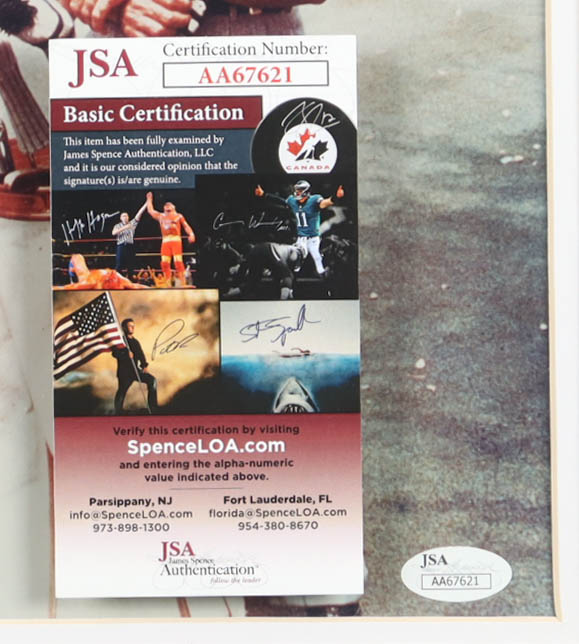 JSA
Certification Number:
AA67621
Basic Certification
This item has been fully examined by
James Spence Authentication, LLC
and it is our considered opinion that the
signature(s) is/are genuine.
CANADA
Hulk Hogan
11
Verify this certification by visiting
SpenceLOA.com
and entering the alpha-numeric
value indicated above.
Parsippany, NJ
info@SpenceLOA.com
973-898-1300
Fort Lauderdale, FL
florida@SpenceLOA.com
954-380-8670
JSA
James Spence
Authentication
follow the leader
JSA
AA67621